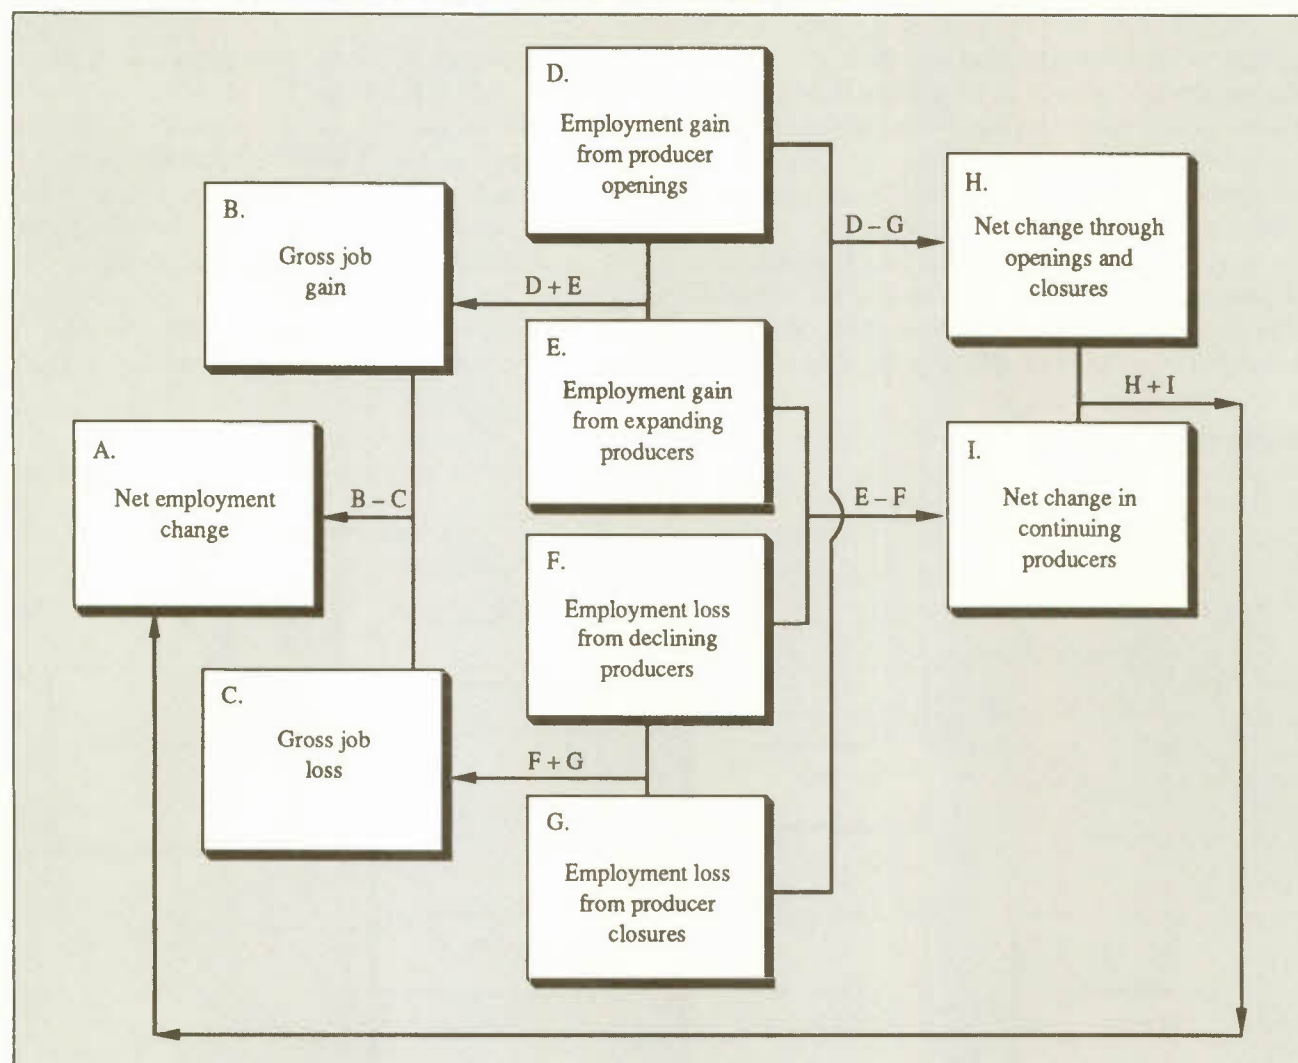 D.
Employment gain
from producer
openings
B.
Gross job
gain
D + E
D – G
H.
Net change through
openings and
closures
E.
Employment gain
from expanding
producers
H + I
A.
Net employment
change
B – C
E – F
I.
Net change in
continuing
producers
F.
Employment loss
from declining
producers
C.
Gross job
loss
F + G
G.
Employment loss
from producer
closures